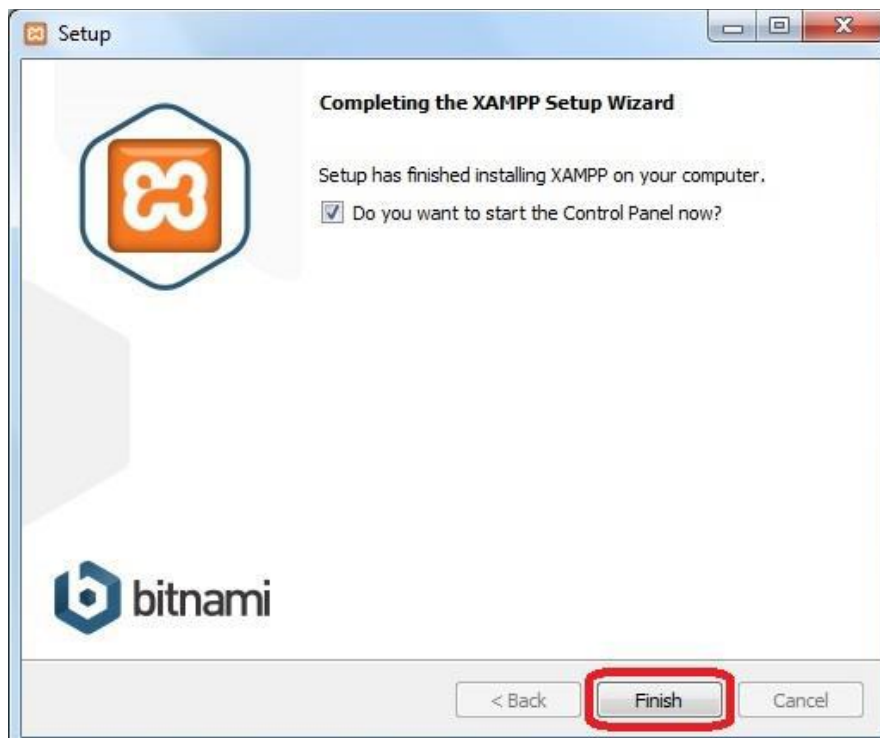 Setup
Completing the XAMPP Setup Wizard
Setup has finished installing XAMPP on your computer.
Do you want to start the Control Panel now?
bitnami
< Back
Finish
Cancel